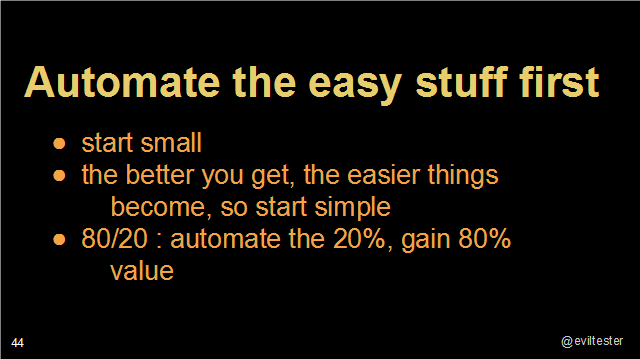 Automate the easy stuff first
● start small
● the better you get, the easier things
become, so start simple
● 80/20 : automate the 20%, gain 80%
value
44
@eviltester